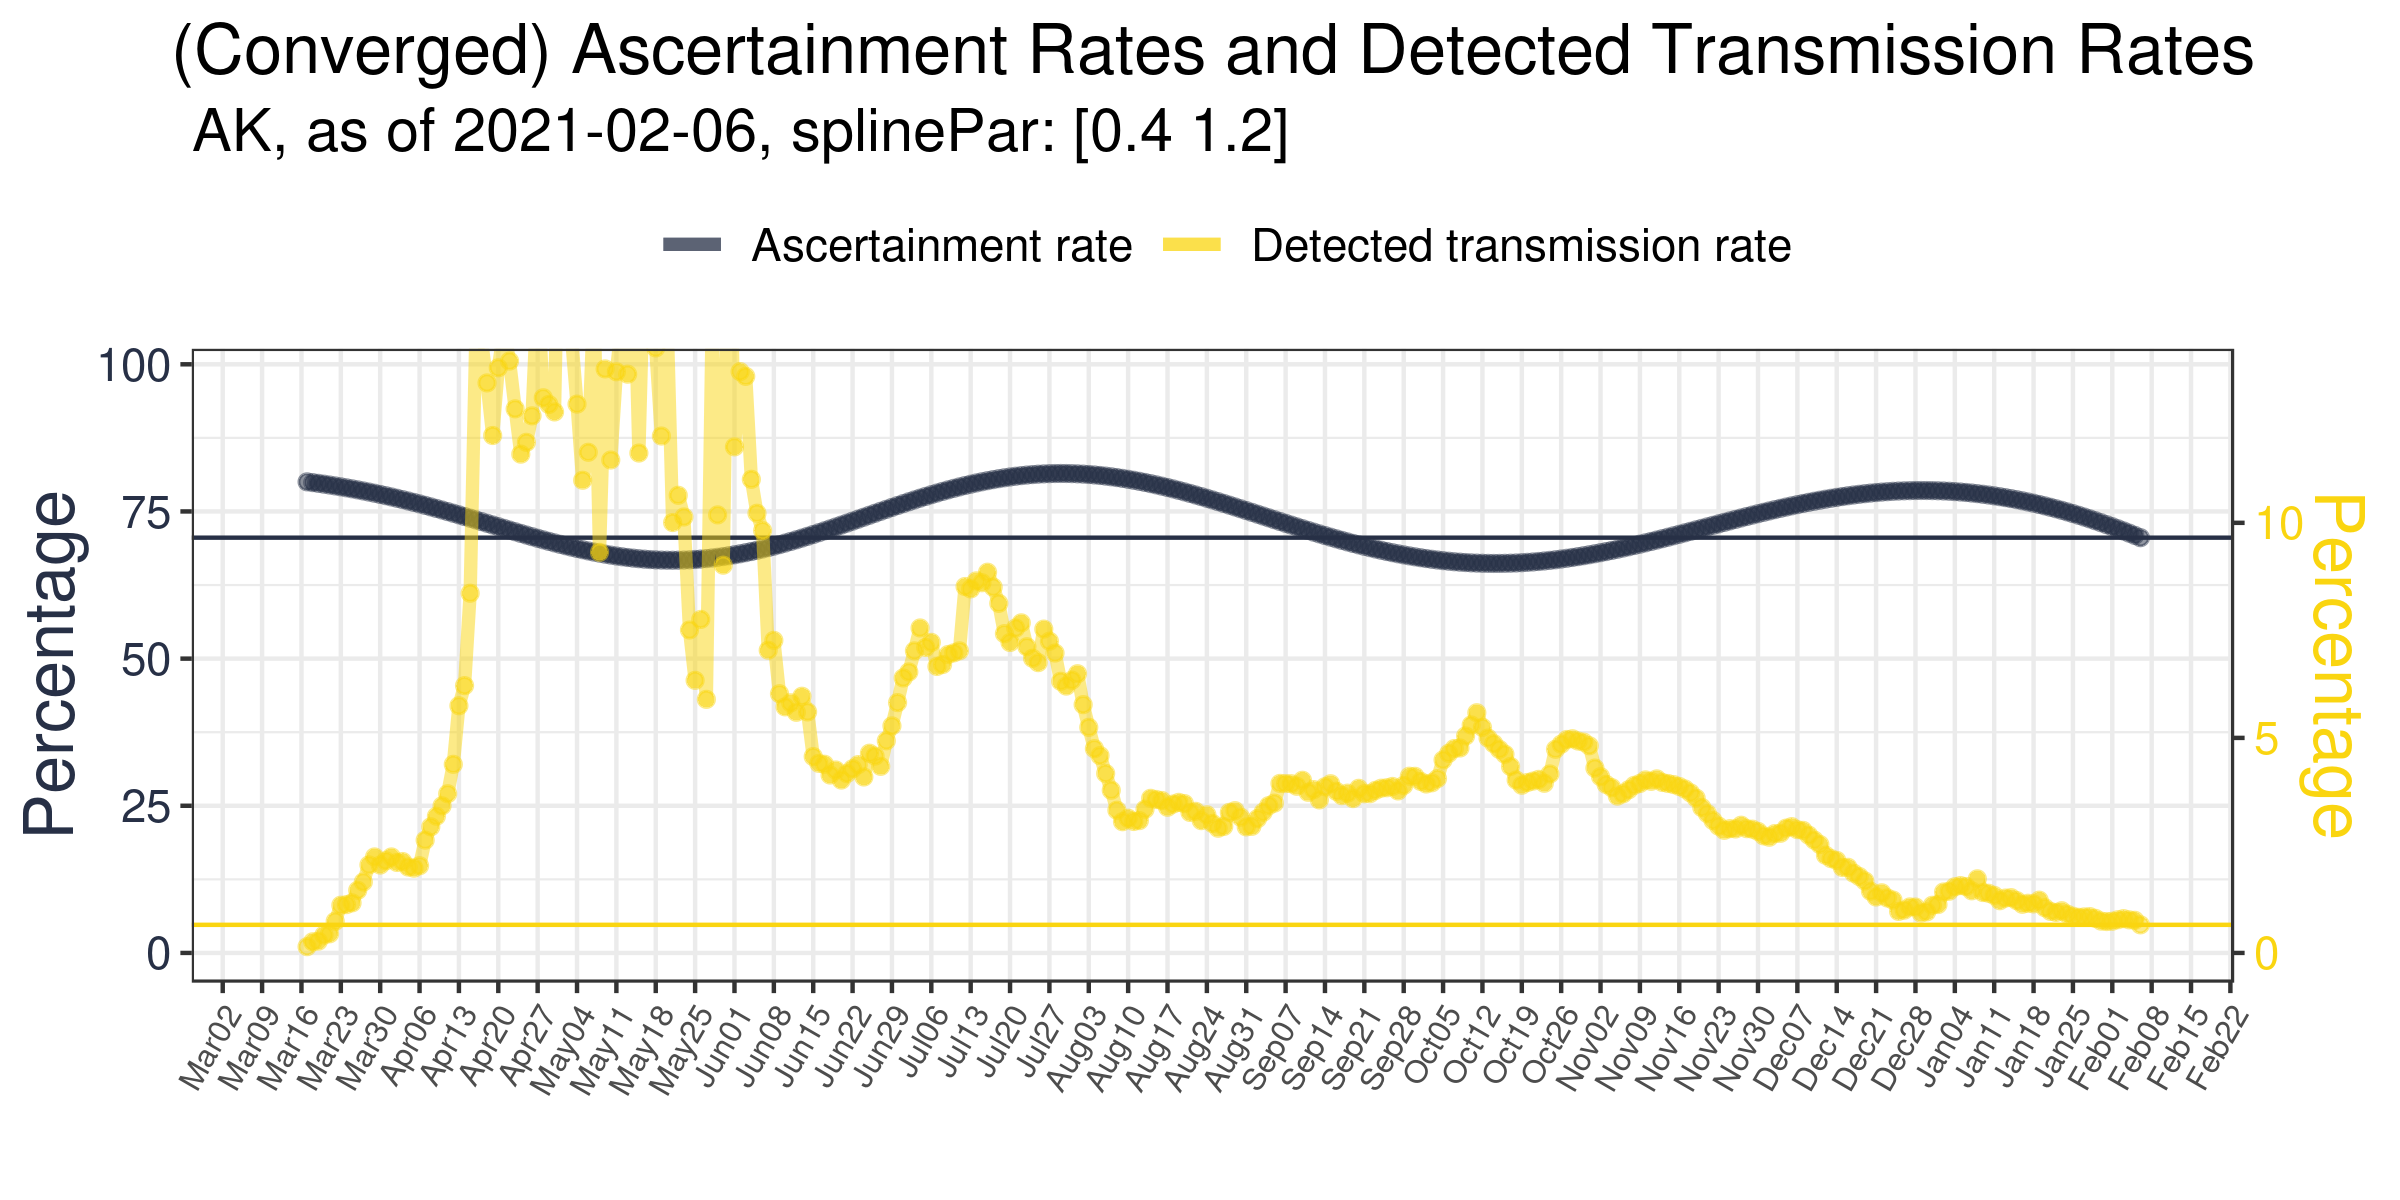 (Converged) Ascertainment Rates and Detected Transmission Rates
AK, as of 2021-02-06, splinePar: [0.4 1.2]
Ascertainment rate
Detected transmission rate
Percentage
100
75
50
25
0
10
5
0
Percentage
Mar02
Mar09
Mar16
Mar23
Mar30
Apr06
Apr13
Apr20
Apr27
May04
May11
May18
May25
Jun01
Jun08
Jun15
Jun22
Jun29
Jul06
Jul13
Jul20
Jul27
Aug03
Aug10
Aug17
Aug24
Aug31
Sep07
Sep14
Sep21
Sep28
Oct05
Oct12
Oct19
Oct26
Nov02
Nov09
Nov16
Nov23
Nov30
Dec07
Dec14
Dec21
Dec28
Jan04
Jan11
Jan18
Jan25
Feb01
Feb08
Feb15
Feb22